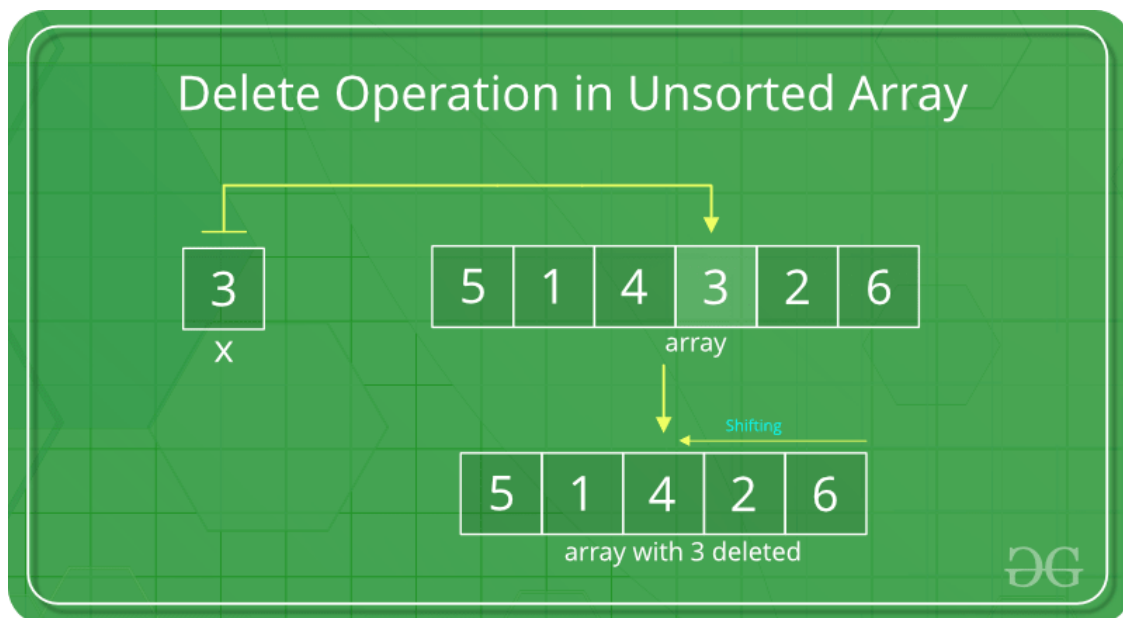 Delete Operation in Unsorted Array
3
x
5 1 4 3 2 6
array
Shifting
5 1 4 2 6
array with 3 deleted